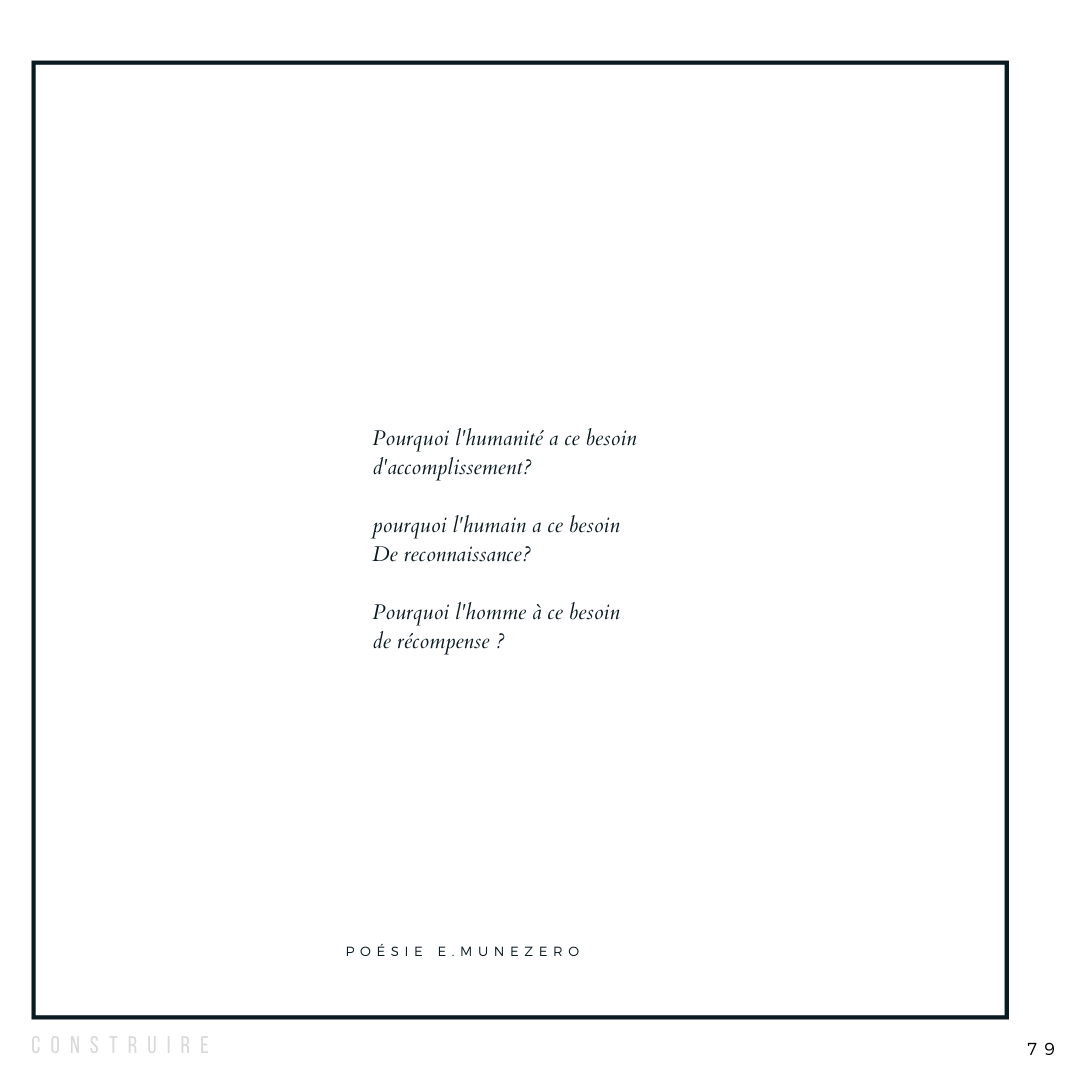 Pourquoi l'humanité a ce besoin
d'accomplissement?
pourquoi l'humain a ce besoin
De reconnaissance?
Pourquoi l'homme à ce besoin
de récompense ?
POÉSIE E.MUNEZERO
CONSTRUIRE
79